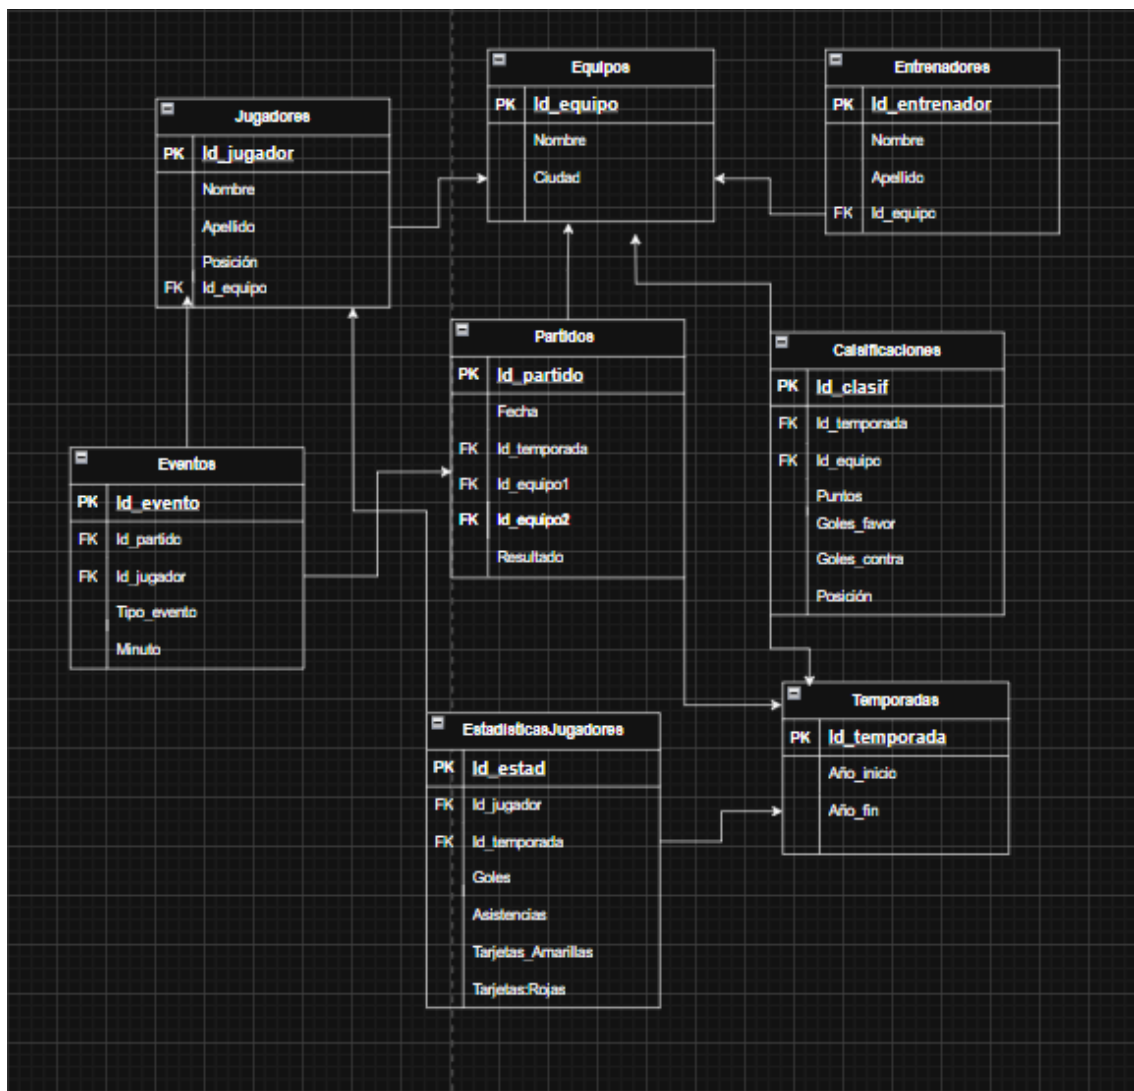 Equipos
PK Id_equipo
Nombre
Ciudad
Entrenadores
PK Id_entrenador
Nombre
Apellido
FK Id_equipo
Jugadores
PK Id_jugador
Nombre
Apellido
Posición
FK Id_equipo
Partidos
PK Id_partido
Fecha
FK Id_temporada
FK Id_equipo1
FK Id_equipo2
Resultado
Calsificaciones
PK Id_clasif
FK Id_temporada
FK Id_equipo
Puntos
Goles_favor
Goles_contra
Posición
Eventos
PK Id_evento
FK Id_partido
FK Id_jugador
Tipo_evento
Minuto
EstadisticasJugadores
PK Id_estad
FK Id_jugador
FK Id_temporada
Goles
Asistencias
Tarjetas_Amarillas
Tarjetas:Rojas
Temporadas
PK Id_temporada
Año_inicio
Año_fin